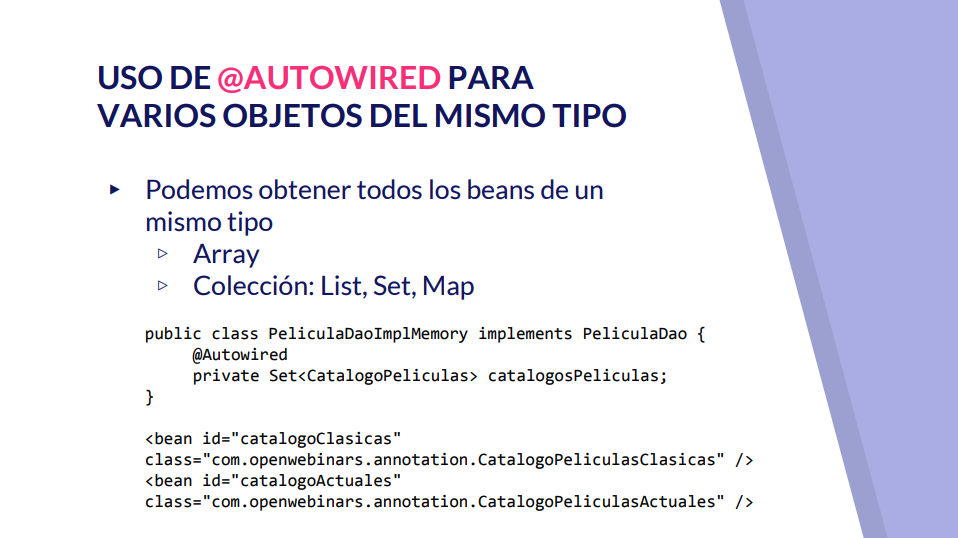 USO DE @AUTOWIRED PARA
VARIOS OBJETOS DEL MISMO TIPO
▸ Podemos obtener todos los beans de un
mismo tipo
▹ Array
▹ Colección: List, Set, Map
public class PeliculaDaoImplMemory implements PeliculaDao {
@Autowired
private Set<CatalogoPeliculas> catalogosPeliculas;
}
<bean id="catalogoClasicas"
class="com.openwebinars.annotation.CatalogoPeliculasClasicas" />
<bean id="catalogoActuales"
class="com.openwebinars.annotation.CatalogoPeliculasActuales" />